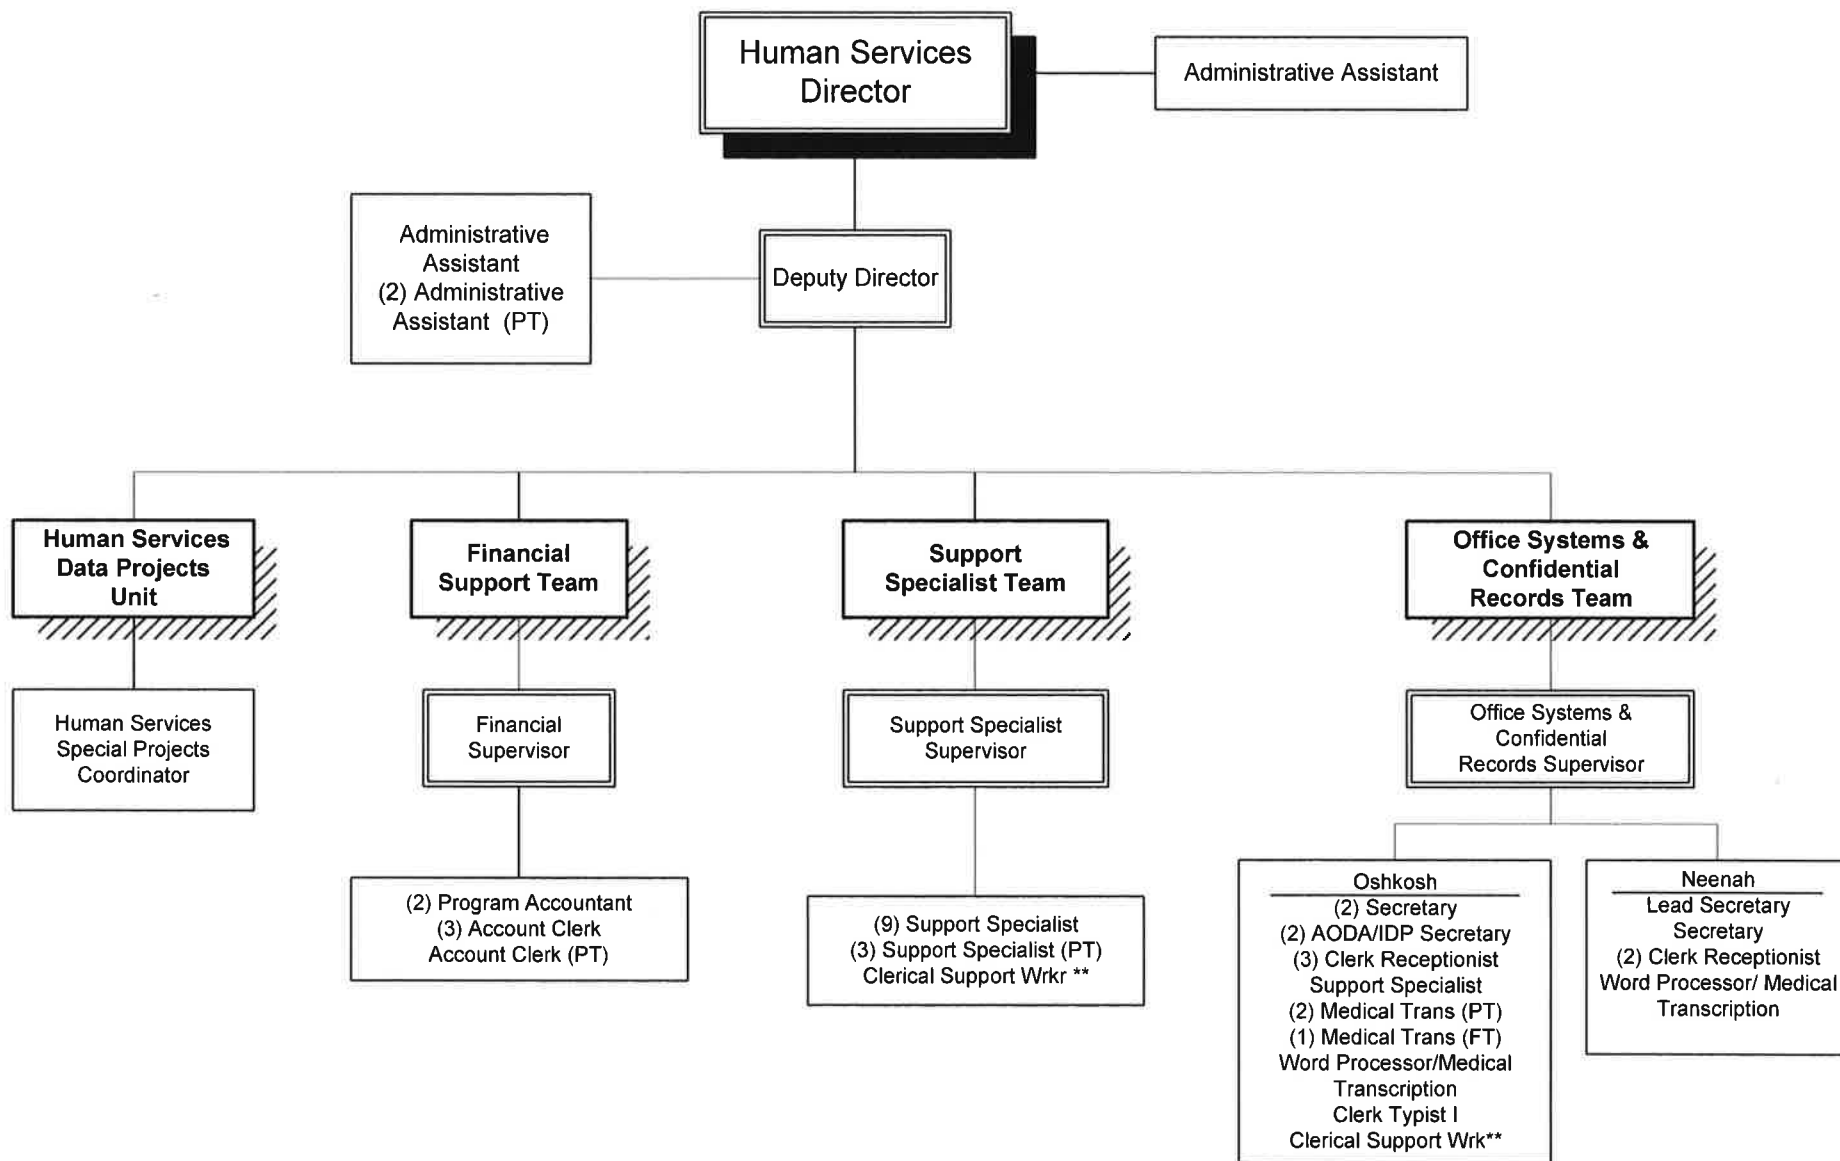 Human Services
Director
Administrative Assistant
Administrative
Assistant
(2) Administrative
Assistant (PT)
Deputy Director
Human Services
Data Projects
Unit
Financial
Support Team
Support
Specialist Team
Office Systems &
Confidential
Records Team
Human Services
Special Projects
Coordinator
Financial
Supervisor
Support Specialist
Supervisor
Office Systems &
Confidential
Records Supervisor
(2) Program Accountant
(3) Account Clerk
Account Clerk (PT)
(9) Support Specialist
(3) Support Specialist (PT)
Clerical Support Wrkr **
Oshkosh
(2) Secretary
(2) AODA/IDP Secretary
(3) Clerk Receptionist
Support Specialist
(2) Medical Trans (PT)
(1) Medical Trans (FT)
Word Processor/Medical
Transcription
Clerk Typist I
Clerical Support Wrk**
Neenah
Lead Secretary
Secretary
(2) Clerk Receptionist
Word Processor/ Medical
Transcription